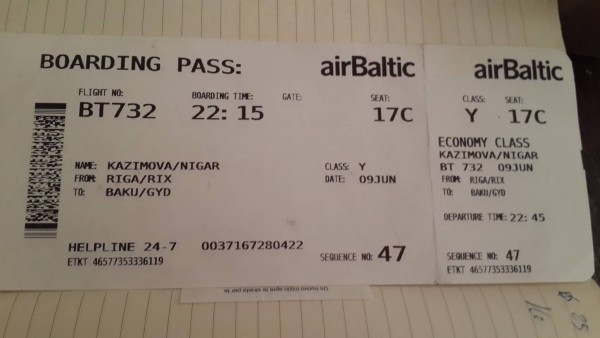 BOARDING PASS:
airBaltic
FLIGHT NO: BOARDING TIME: GATE: SEAT:
BT732 22:15 17C
NAME: KAZIMOVA/NIGAR CLASS: Y
FROM: RIGA/RIX DATE: 09JUN
TO: BAKU/GYD
HELPLINE 24-7 0037167280422 SEQUENCE NO: 47
ETKT 46577353336119
airBaltic
CLASS: SEAT:
Y 17C
ECONOMY CLASS
KAZIMOVA/NIGAR
BT 732 09JUN
FROM: RIGA/RIX
TO: BAKU/GYD
DEPARTURE TIME: 22:45
SEQUENCE NO: 47
ETKT 46577353336119